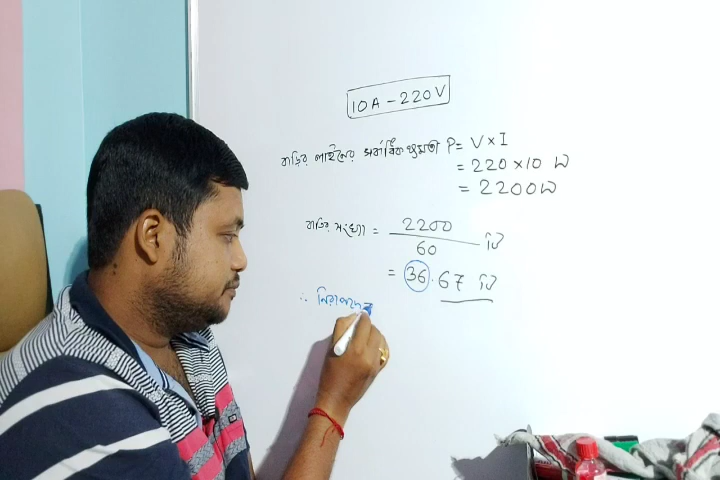 10A - 220V
বাড়ির লাইনের সর্বাধিক ক্ষমতা P = V × I
= 220 × 10 W
= 2200W
বাতির সংখ্যা = 2200 / 60 টি
= 36.67 টি
∴ নিরাপদে